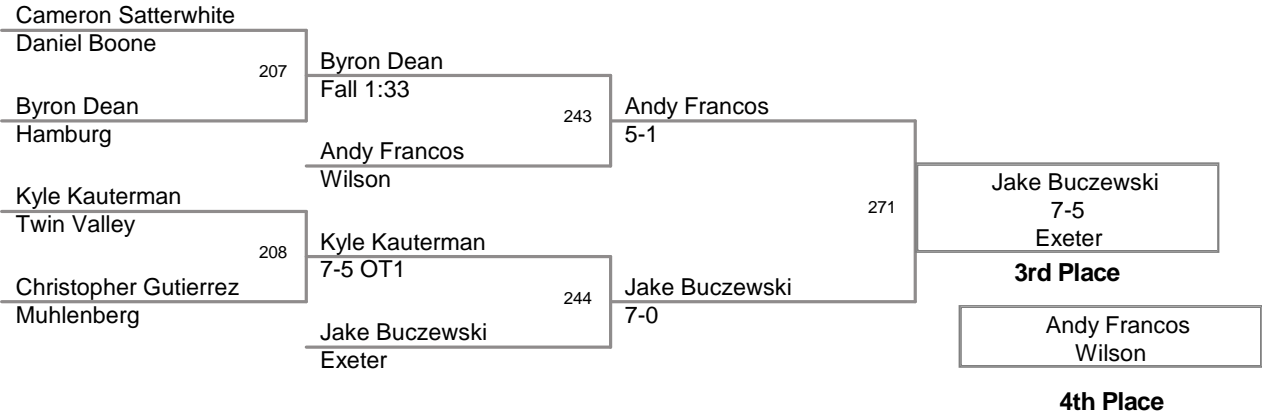 Cameron Satterwhite
Daniel Boone
207
Byron Dean
Hamburg
Byron Dean
Fall 1:33
243
Andy Francos
Wilson
Kyle Kauterman
Twin Valley
208
Christopher Gutierrez
Muhlenberg
Kyle Kauterman
7-5 OT1
244
Jake Buczewski
Exeter
Andy Francos
5-1
271
Jake Buczewski
7-0
Jake Buczewski
7-5
Exeter
3rd Place
Andy Francos
Wilson
4th Place